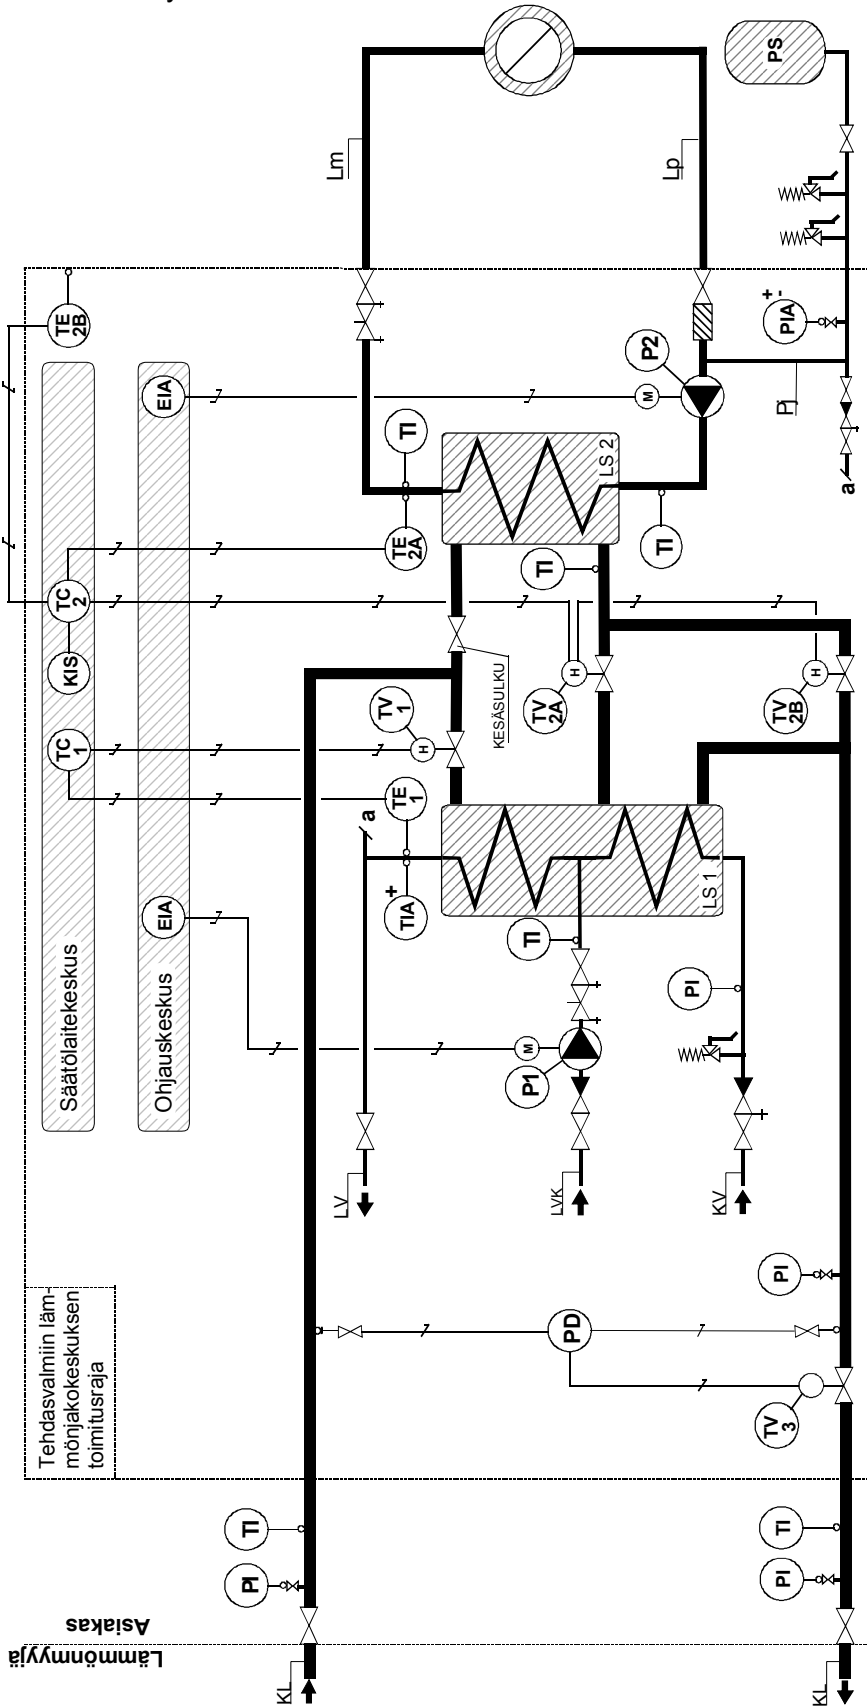 Lm
Lp
PS
TE
2B
EIA
P2
M
PIA
+
-
Pj
a
TI
TE
2A
LS 2
TI
TI
TC
2
KIS
TC
1
TV
1
H
KESÄSULKU
TV
2A
H
TV
2B
H
TE
1
a
TIA
+
LS 1
EIA
TI
M
P1
PI
Säätölaitekeskus
Ohjauskeskus
LV
LVK
KV
PI
PD
TV
3
Tehdasvalmiin läm-
mönjakokeskuksen
toimitusraja
TI
PI
TI
PI
Asiakas
Lämmönmyyjä
KL
KL